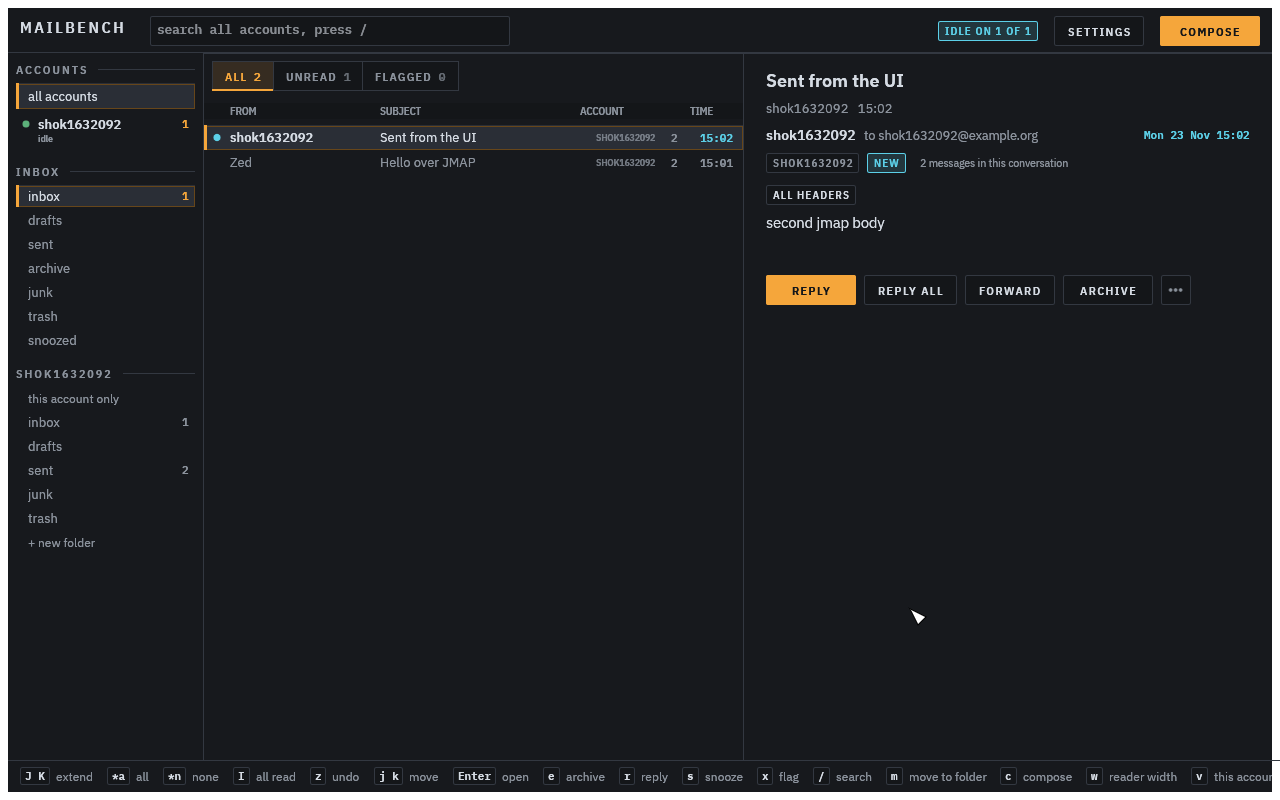 MAILBENCH
search all accounts, press /
IDLE ON 1 OF 1
SETTINGS
COMPOSE
ACCOUNTS
all accounts
shok1632092 1
idle
INBOX
inbox 1
drafts
sent
archive
junk
trash
snoozed
SHOK1632092
this account only
inbox 1
drafts
sent 2
junk
trash
+ new folder
ALL 2 UNREAD 1 FLAGGED 0
FROM SUBJECT ACCOUNT TIME
shok1632092 Sent from the UI SHOK1632092 2 15:02
Zed Hello over JMAP SHOK1632092 2 15:01
Sent from the UI
shok1632092 15:02
shok1632092 to shok1632092@example.org Mon 23 Nov 15:02
SHOK1632092 NEW 2 messages in this conversation
ALL HEADERS
second jmap body
REPLY REPLY ALL FORWARD ARCHIVE •••
J K extend *a all *n none I all read z undo j k move Enter open e archive r reply s snooze x flag / search m move to folder c compose w reader width v this accoun